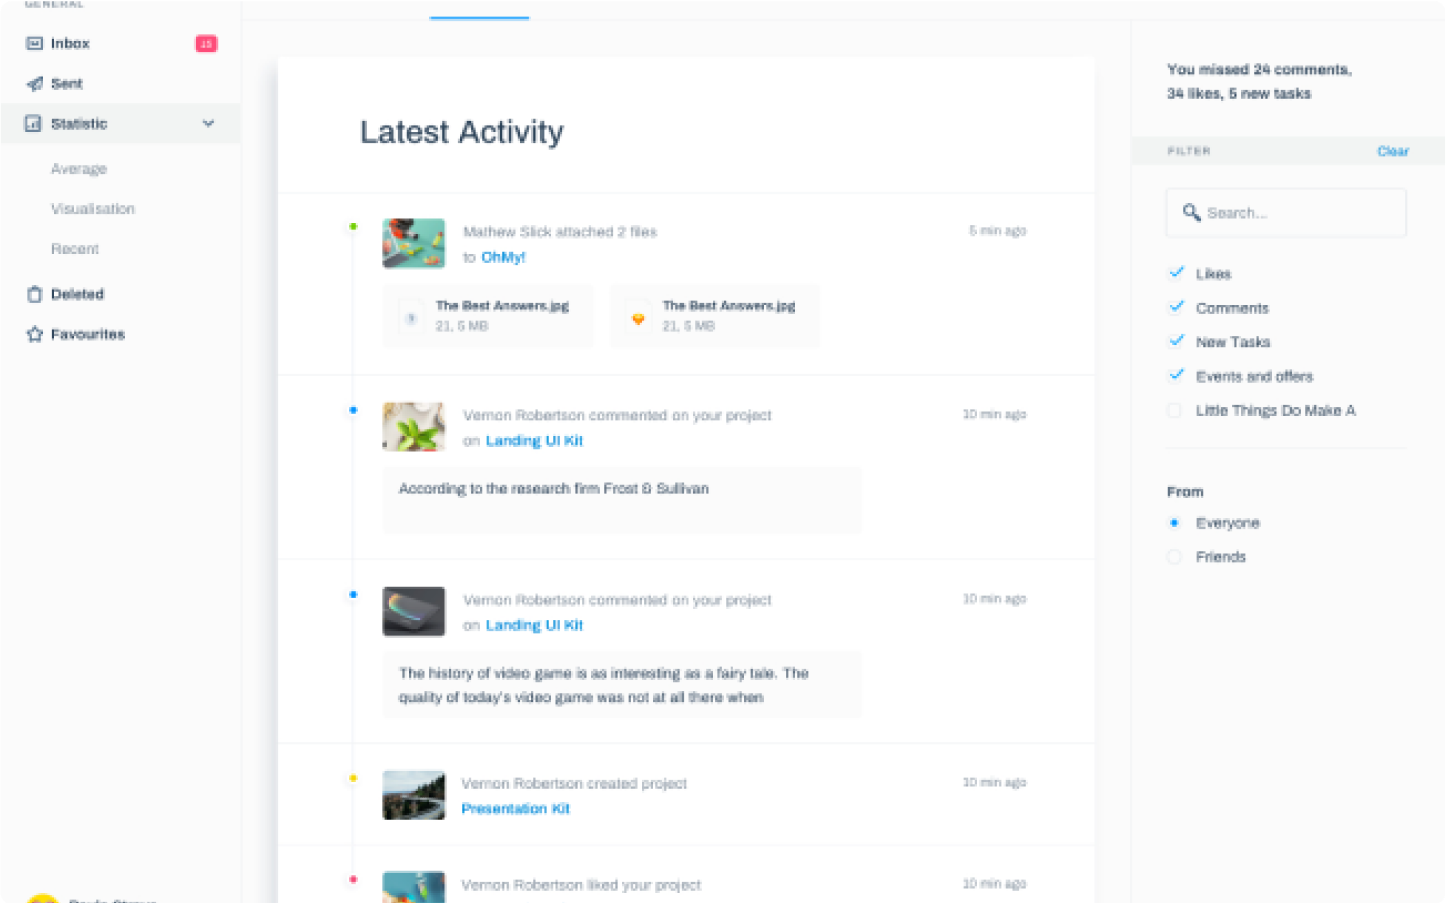 GENERAL
Inbox
15
Sent
Statistic
Average
Visualisation
Recent
Deleted
Favourites
Latest Activity
Mathew Slick attached 2 files
5 min ago
to OhMy!
The Best Answers.jpg
21, 5 MB
The Best Answers.jpg
21, 5 MB
Vernon Robertson commented on your project
10 min ago
on Landing UI Kit
According to the research firm Frost & Sullivan
Vernon Robertson commented on your project
10 min ago
on Landing UI Kit
The history of video game is as interesting as a fairy tale. The
quality of today's video game was not at all there when
Vernon Robertson created project
10 min ago
Presentation Kit
Vernon Robertson liked your project
10 min ago
You missed 24 comments,
34 likes, 5 new tasks
FILTER
Clear
Search...
Likes
Comments
New Tasks
Events and offers
Little Things Do Make A
From
Everyone
Friends